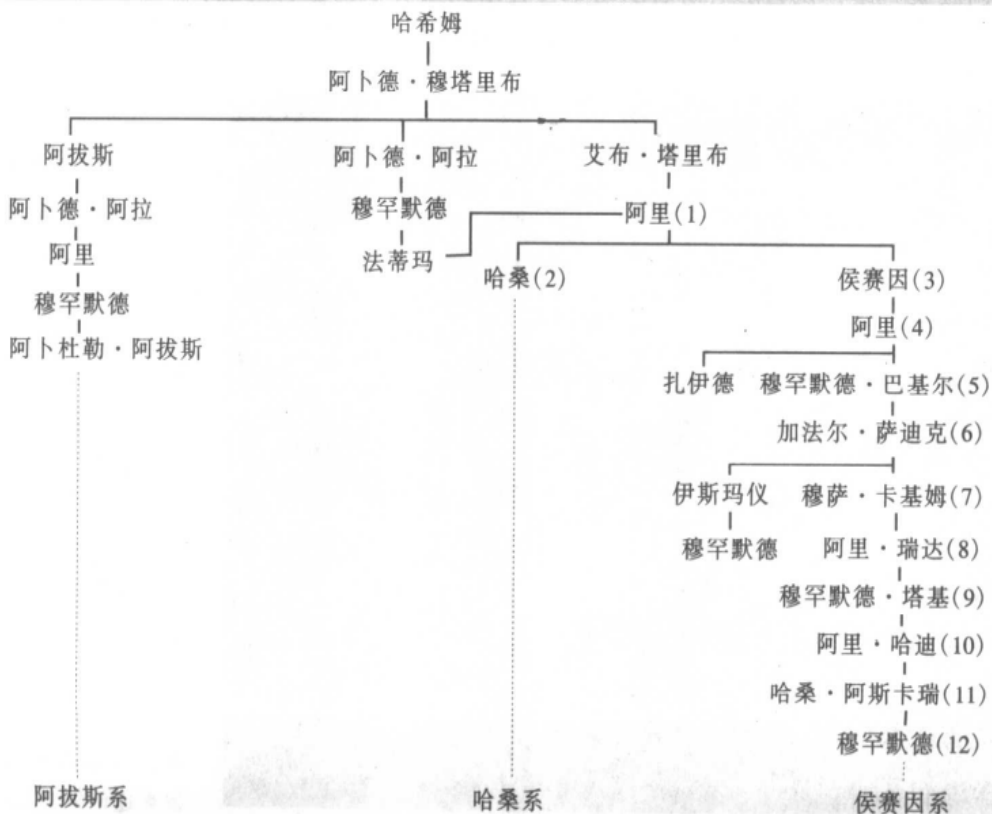 哈希姆
阿卜德·穆塔里布
阿拔斯 阿卜德·阿拉 艾布·塔里布
阿卜德·阿拉 穆罕默德 阿里(1)
阿里 法蒂玛 哈桑(2) 侯赛因(3)
穆罕默德 阿里(4)
阿卜杜勒·阿拔斯
扎伊德 穆罕默德·巴基尔(5)
加法尔·萨迪克(6)
伊斯玛仪 穆萨·卡基姆(7)
穆罕默德 阿里·瑞达(8)
穆罕默德·塔基(9)
阿里·哈迪(10)
哈桑·阿斯卡瑞(11)
穆罕默德(12)
阿拔斯系 哈桑系 侯赛因系